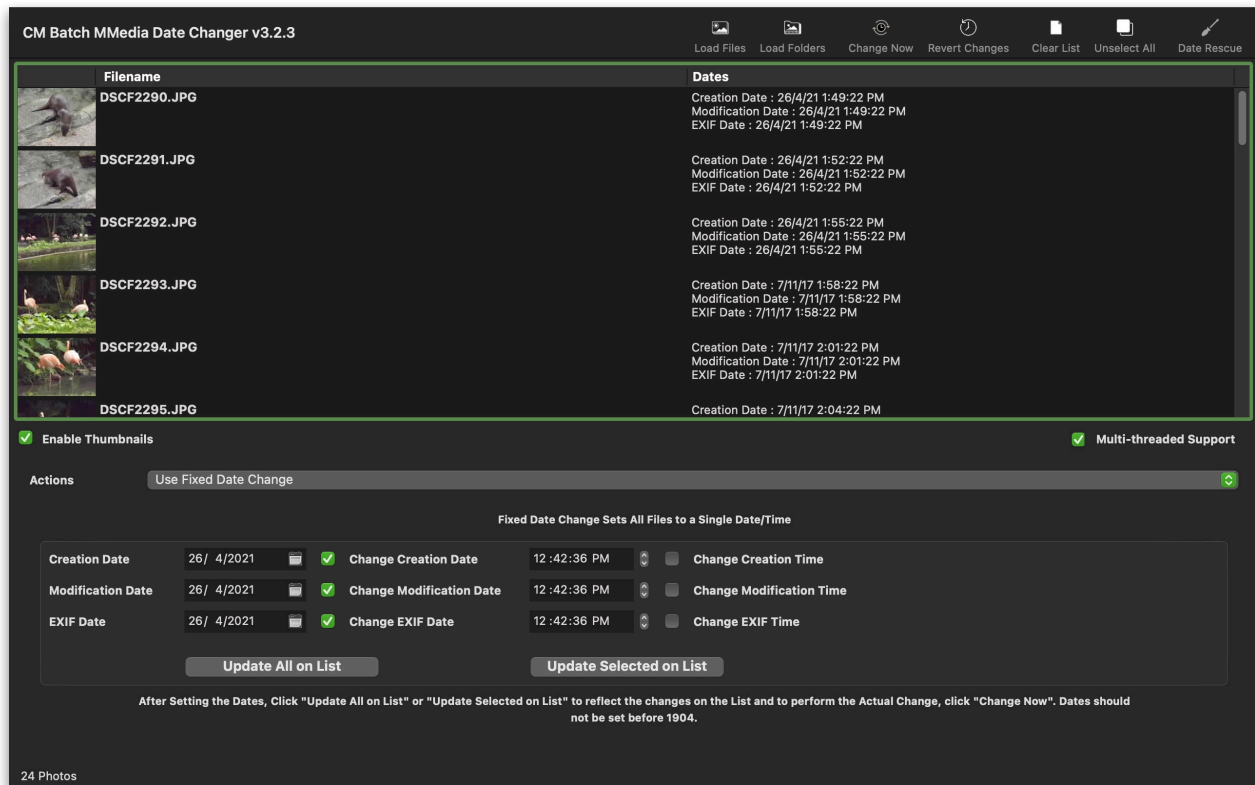 CM Batch MMedia Date Changer v3.2.3
Load Files Load Folders Change Now Revert Changes Clear List Unselect All Date Rescue
Filename Dates
DSCF2290.JPG Creation Date : 26/4/21 1:49:22 PM
Modification Date : 26/4/21 1:49:22 PM
EXIF Date : 26/4/21 1:49:22 PM
DSCF2291.JPG Creation Date : 26/4/21 1:52:22 PM
Modification Date : 26/4/21 1:52:22 PM
EXIF Date : 26/4/21 1:52:22 PM
DSCF2292.JPG Creation Date : 26/4/21 1:55:22 PM
Modification Date : 26/4/21 1:55:22 PM
EXIF Date : 26/4/21 1:55:22 PM
DSCF2293.JPG Creation Date : 7/11/17 1:58:22 PM
Modification Date : 7/11/17 1:58:22 PM
EXIF Date : 7/11/17 1:58:22 PM
DSCF2294.JPG Creation Date : 7/11/17 2:01:22 PM
Modification Date : 7/11/17 2:01:22 PM
EXIF Date : 7/11/17 2:01:22 PM
DSCF2295.JPG Creation Date : 7/11/17 2:04:22 PM
Enable Thumbnails Multi-threaded Support
Actions Use Fixed Date Change
Fixed Date Change Sets All Files to a Single Date/Time
Creation Date 26/ 4/2021 Change Creation Date 12 :42:36 PM Change Creation Time
Modification Date 26/ 4/2021 Change Modification Date 12 :42:36 PM Change Modification Time
EXIF Date 26/ 4/2021 Change EXIF Date 12 :42:36 PM Change EXIF Time
Update All on List Update Selected on List
After Setting the Dates, Click "Update All on List" or "Update Selected on List" to reflect the changes on the List and to perform the Actual Change, click "Change Now". Dates should
not be set before 1904.
24 Photos